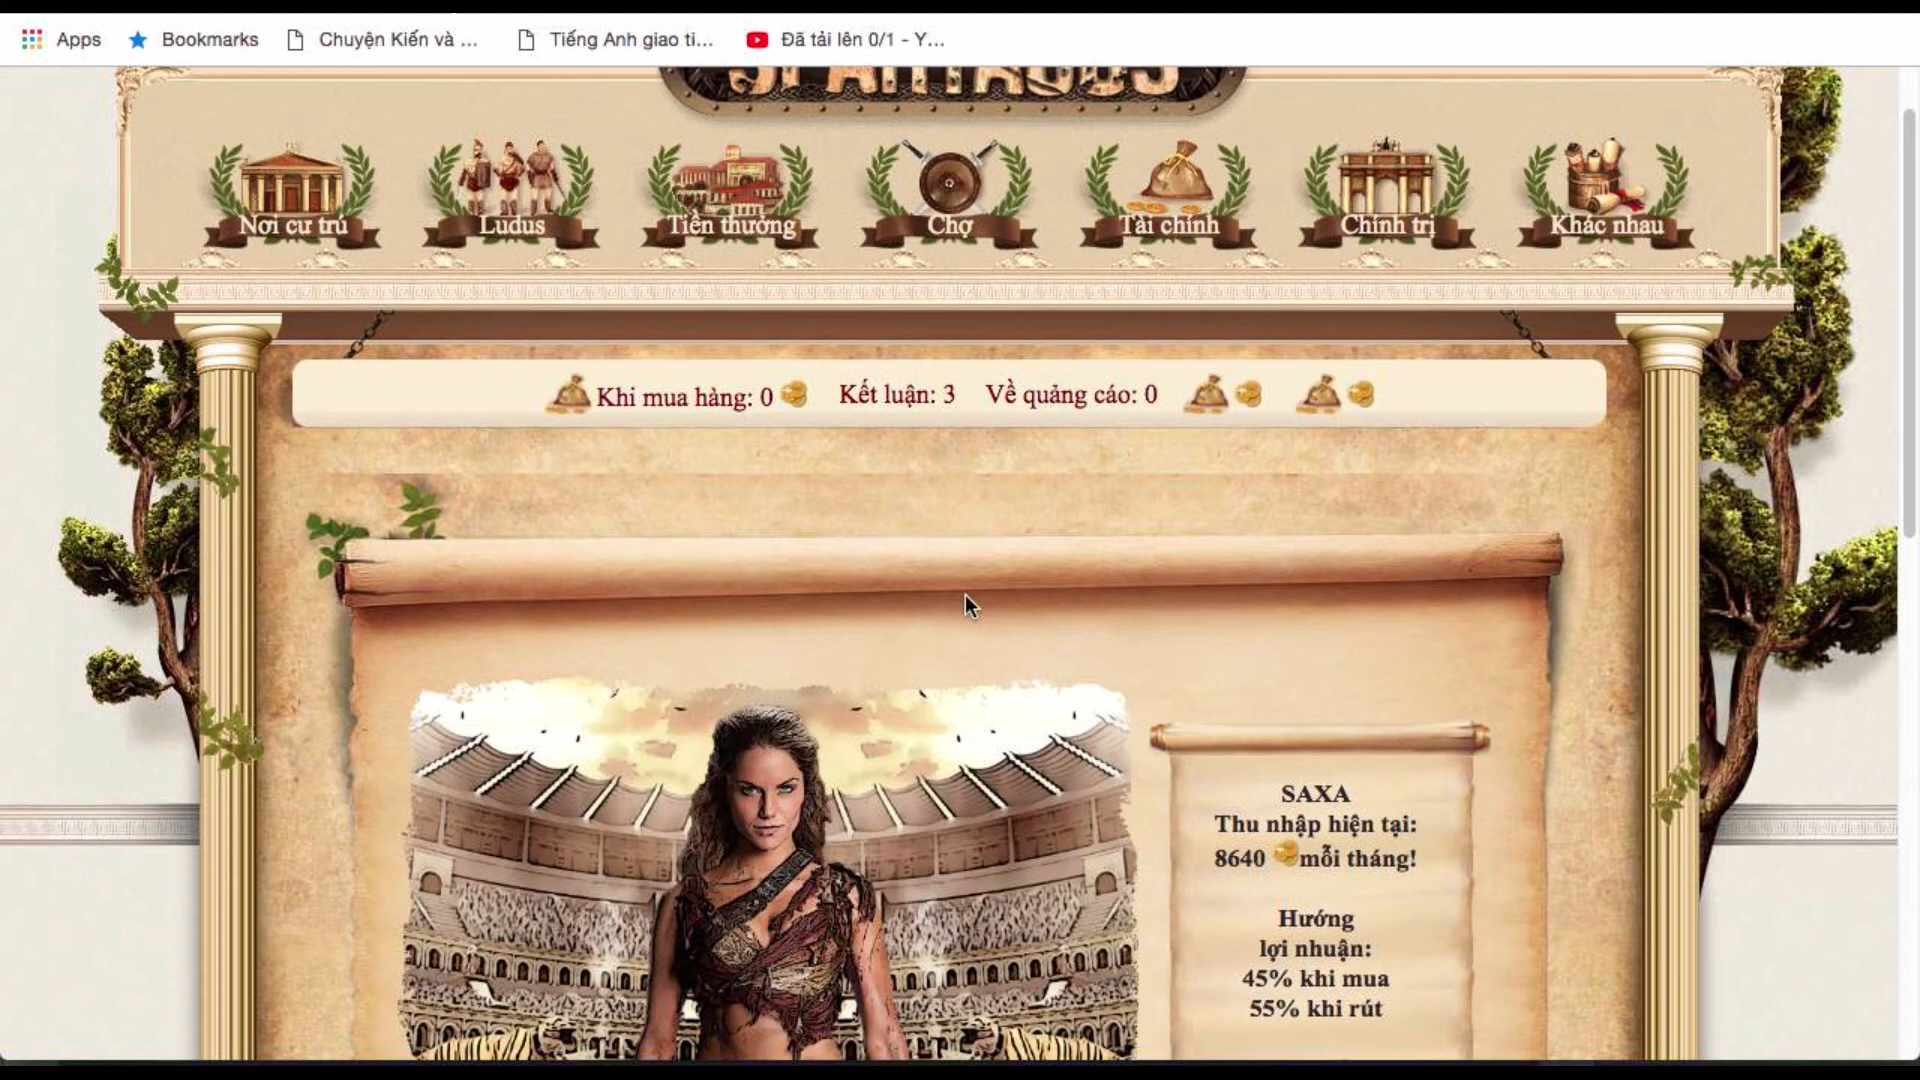 Apps Bookmarks Chuyện Kiến và ... Tiếng Anh giao ti... Đã tải lên 0/1 - Y...
Nơi cư trú Ludus Tiền thưởng Chợ Tài chính Chính trị Khác nhau
Khi mua hàng: 0 Kết luận: 3 Về quảng cáo: 0
SAXA
Thu nhập hiện tại:
8640 mỗi tháng!
Hướng
lợi nhuận:
45% khi mua
55% khi rút